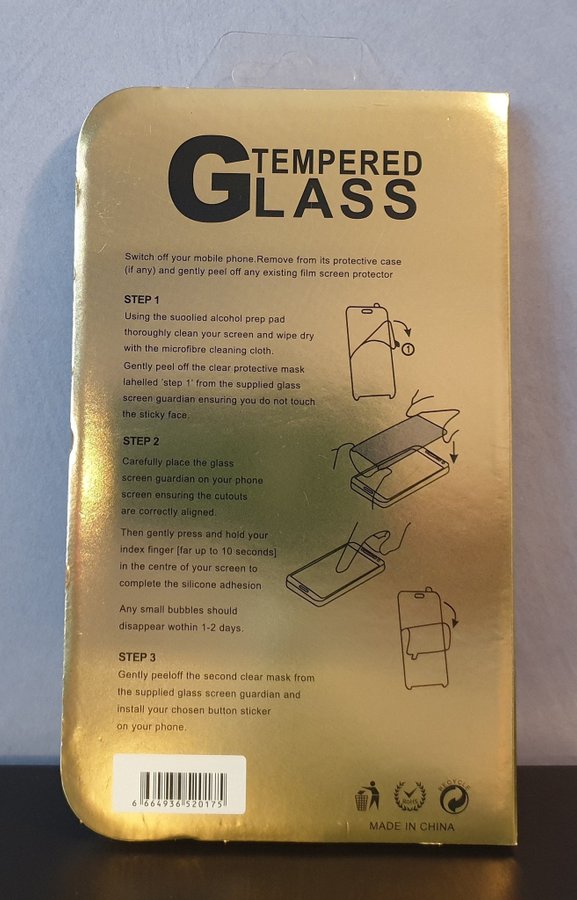 TEMPERED
GLASS
Switch off your mobile phone.Remove from its protective case
(if any) and gently peel off any existing film screen protector
STEP 1
Using the suoolied alcohol prep pad
thoroughly clean your screen and wipe dry
with the microfibre cleaning cloth.
Gently peel off the clear protective mask
lahelled 'step 1' from the supplied glass
screen guardian ensuring you do not touch
the sticky face.
1
STEP 2
Carefully place the glass
screen guardian on your phone
screen ensuring the cutouts
are correctly aligned.
Then gently press and hold your
index finger [far up to 10 seconds]
in the centre of your screen to
complete the silicone adhesion
Any small bubbles should
disappear wothin 1-2 days.
STEP 3
Gently peeloff the second clear mask from
the supplied glass screen guardian and
install your chosen button sticker
on your phone.
6 664936 520175
RoHS
RECYCLE
MADE IN CHINA